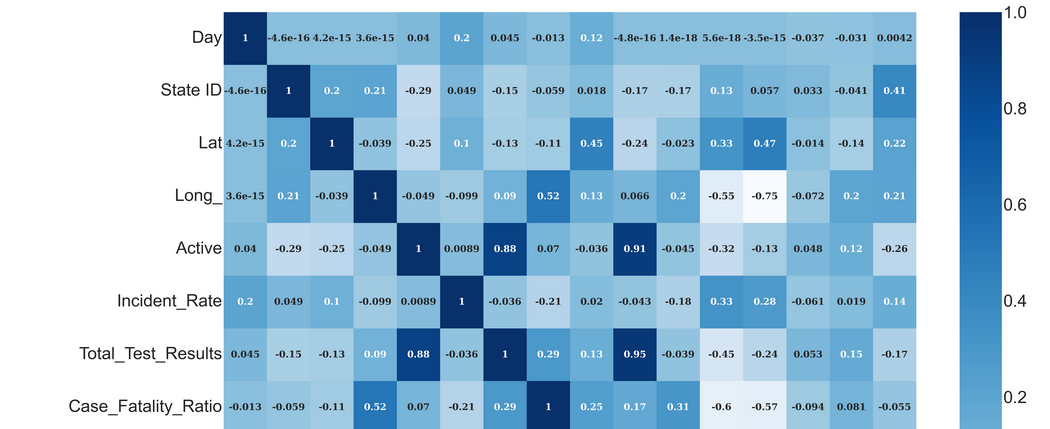 Day 1 -4.6e-16 4.2e-15 3.6e-15 0.04 0.2 0.045 -0.013 0.12 -4.8e-16 1.4e-18 5.6e-18 -3.5e-15 -0.037 -0.031 0.0042 1.0
State ID -4.6e-16 1 0.2 0.21 -0.29 0.049 -0.15 -0.059 0.018 -0.17 -0.17 0.13 0.057 0.033 -0.041 0.41 0.8
Lat 4.2e-15 0.2 1 -0.039 -0.25 0.1 -0.13 -0.11 0.45 -0.24 -0.023 0.33 0.47 -0.014 -0.14 0.22
Long_ 3.6e-15 0.21 -0.039 1 -0.049 -0.099 0.09 0.52 0.13 0.066 0.2 -0.55 -0.75 -0.072 0.2 0.21 0.6
Active 0.04 -0.29 -0.25 -0.049 1 0.0089 0.88 0.07 -0.036 0.91 -0.045 -0.32 -0.13 0.048 0.12 -0.26
Incident_Rate 0.2 0.049 0.1 -0.099 0.0089 1 -0.036 -0.21 0.02 -0.043 -0.18 0.33 0.28 -0.061 0.019 0.14 0.4
Total_Test_Results 0.045 -0.15 -0.13 0.09 0.88 -0.036 1 0.29 0.13 0.95 -0.039 -0.45 -0.24 0.053 0.15 -0.17
Case_Fatality_Ratio -0.013 -0.059 -0.11 0.52 0.07 -0.21 0.29 1 0.25 0.17 0.31 -0.6 -0.57 -0.094 0.081 -0.055 0.2